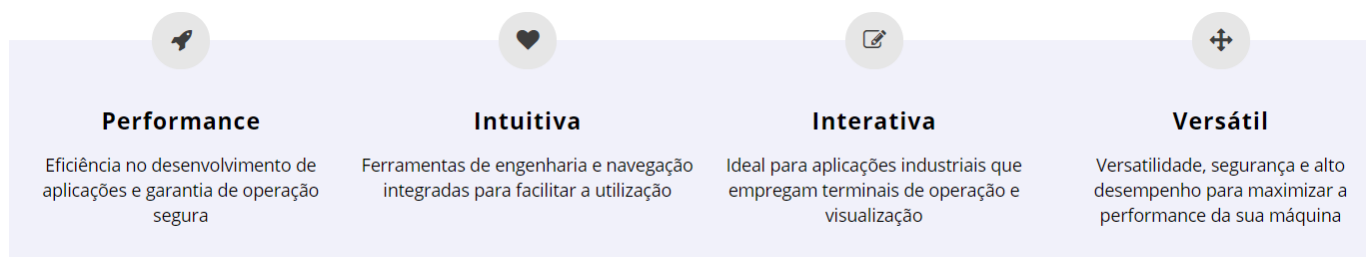 Performance
Eficiência no desenvolvimento de
aplicações e garantia de operação
segura
Intuitiva
Ferramentas de engenharia e navegação
integradas para facilitar a utilização
Interativa
Ideal para aplicações industriais que
empregam terminais de operação e
visualização
Versátil
Versatilidade, segurança e alto
desempenho para maximizar a
performance da sua máquina